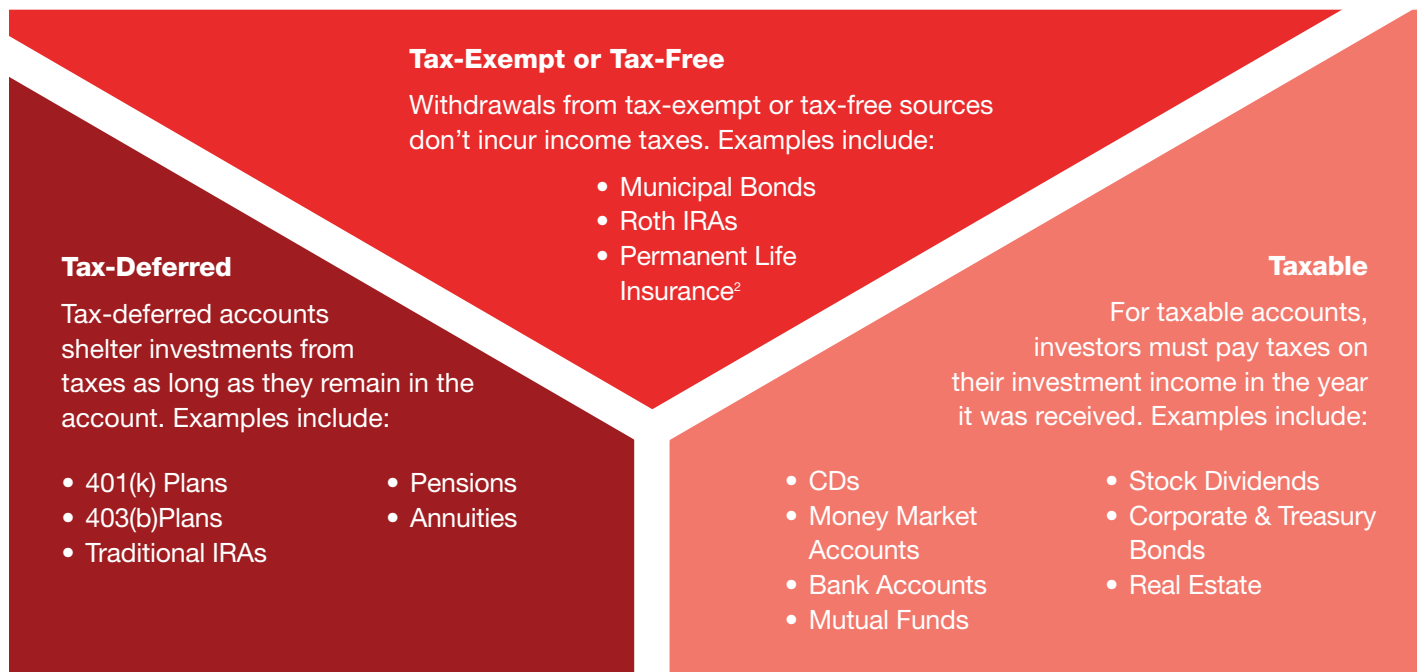 Tax-Exempt or Tax-Free
Withdrawals from tax-exempt or tax-free sources
don’t incur income taxes. Examples include:
• Municipal Bonds
• Roth IRAs
• Permanent Life
Insurance²
Tax-Deferred
Tax-deferred accounts
shelter investments from
taxes as long as they remain in the
account. Examples include:
• 401(k) Plans
• 403(b)Plans
• Traditional IRAs
• Pensions
• Annuities
Taxable
For taxable accounts,
investors must pay taxes on
their investment income in the year
it was received. Examples include:
• CDs
• Money Market
Accounts
• Bank Accounts
• Mutual Funds
• Stock Dividends
• Corporate & Treasury
Bonds
• Real Estate